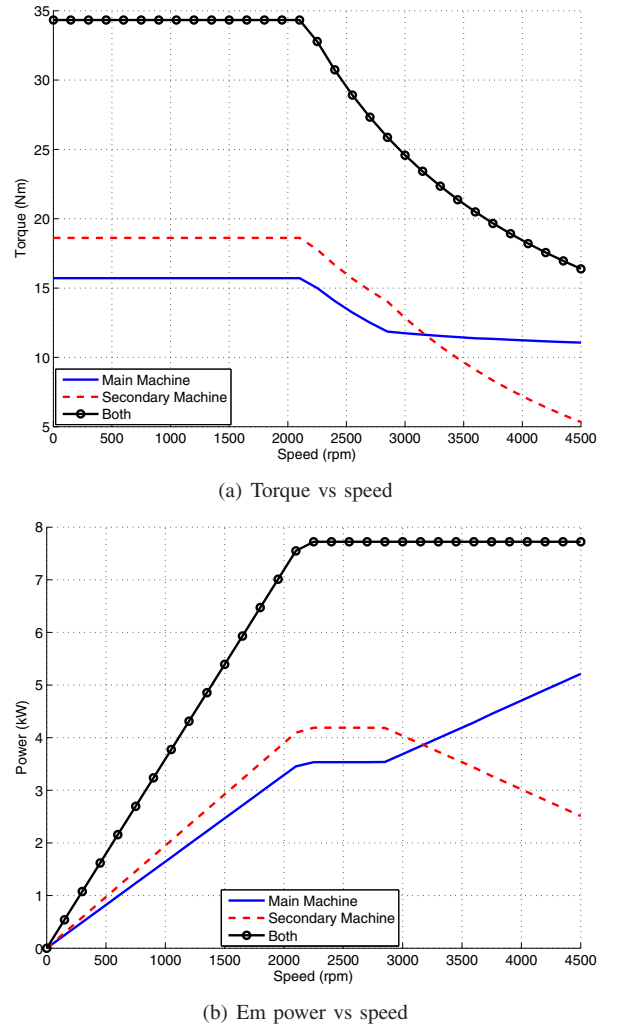 35
30
25
20
15
10
5
Torque (Nm)
Main Machine
Secondary Machine
Both
0 500 1000 1500 2000 2500 3000 3500 4000 4500
Speed (rpm)
(a) Torque vs speed
8
7
6
5
4
3
2
1
0
Power (kW)
Main Machine
Secondary Machine
Both
0 500 1000 1500 2000 2500 3000 3500 4000 4500
Speed (rpm)
(b) Em power vs speed